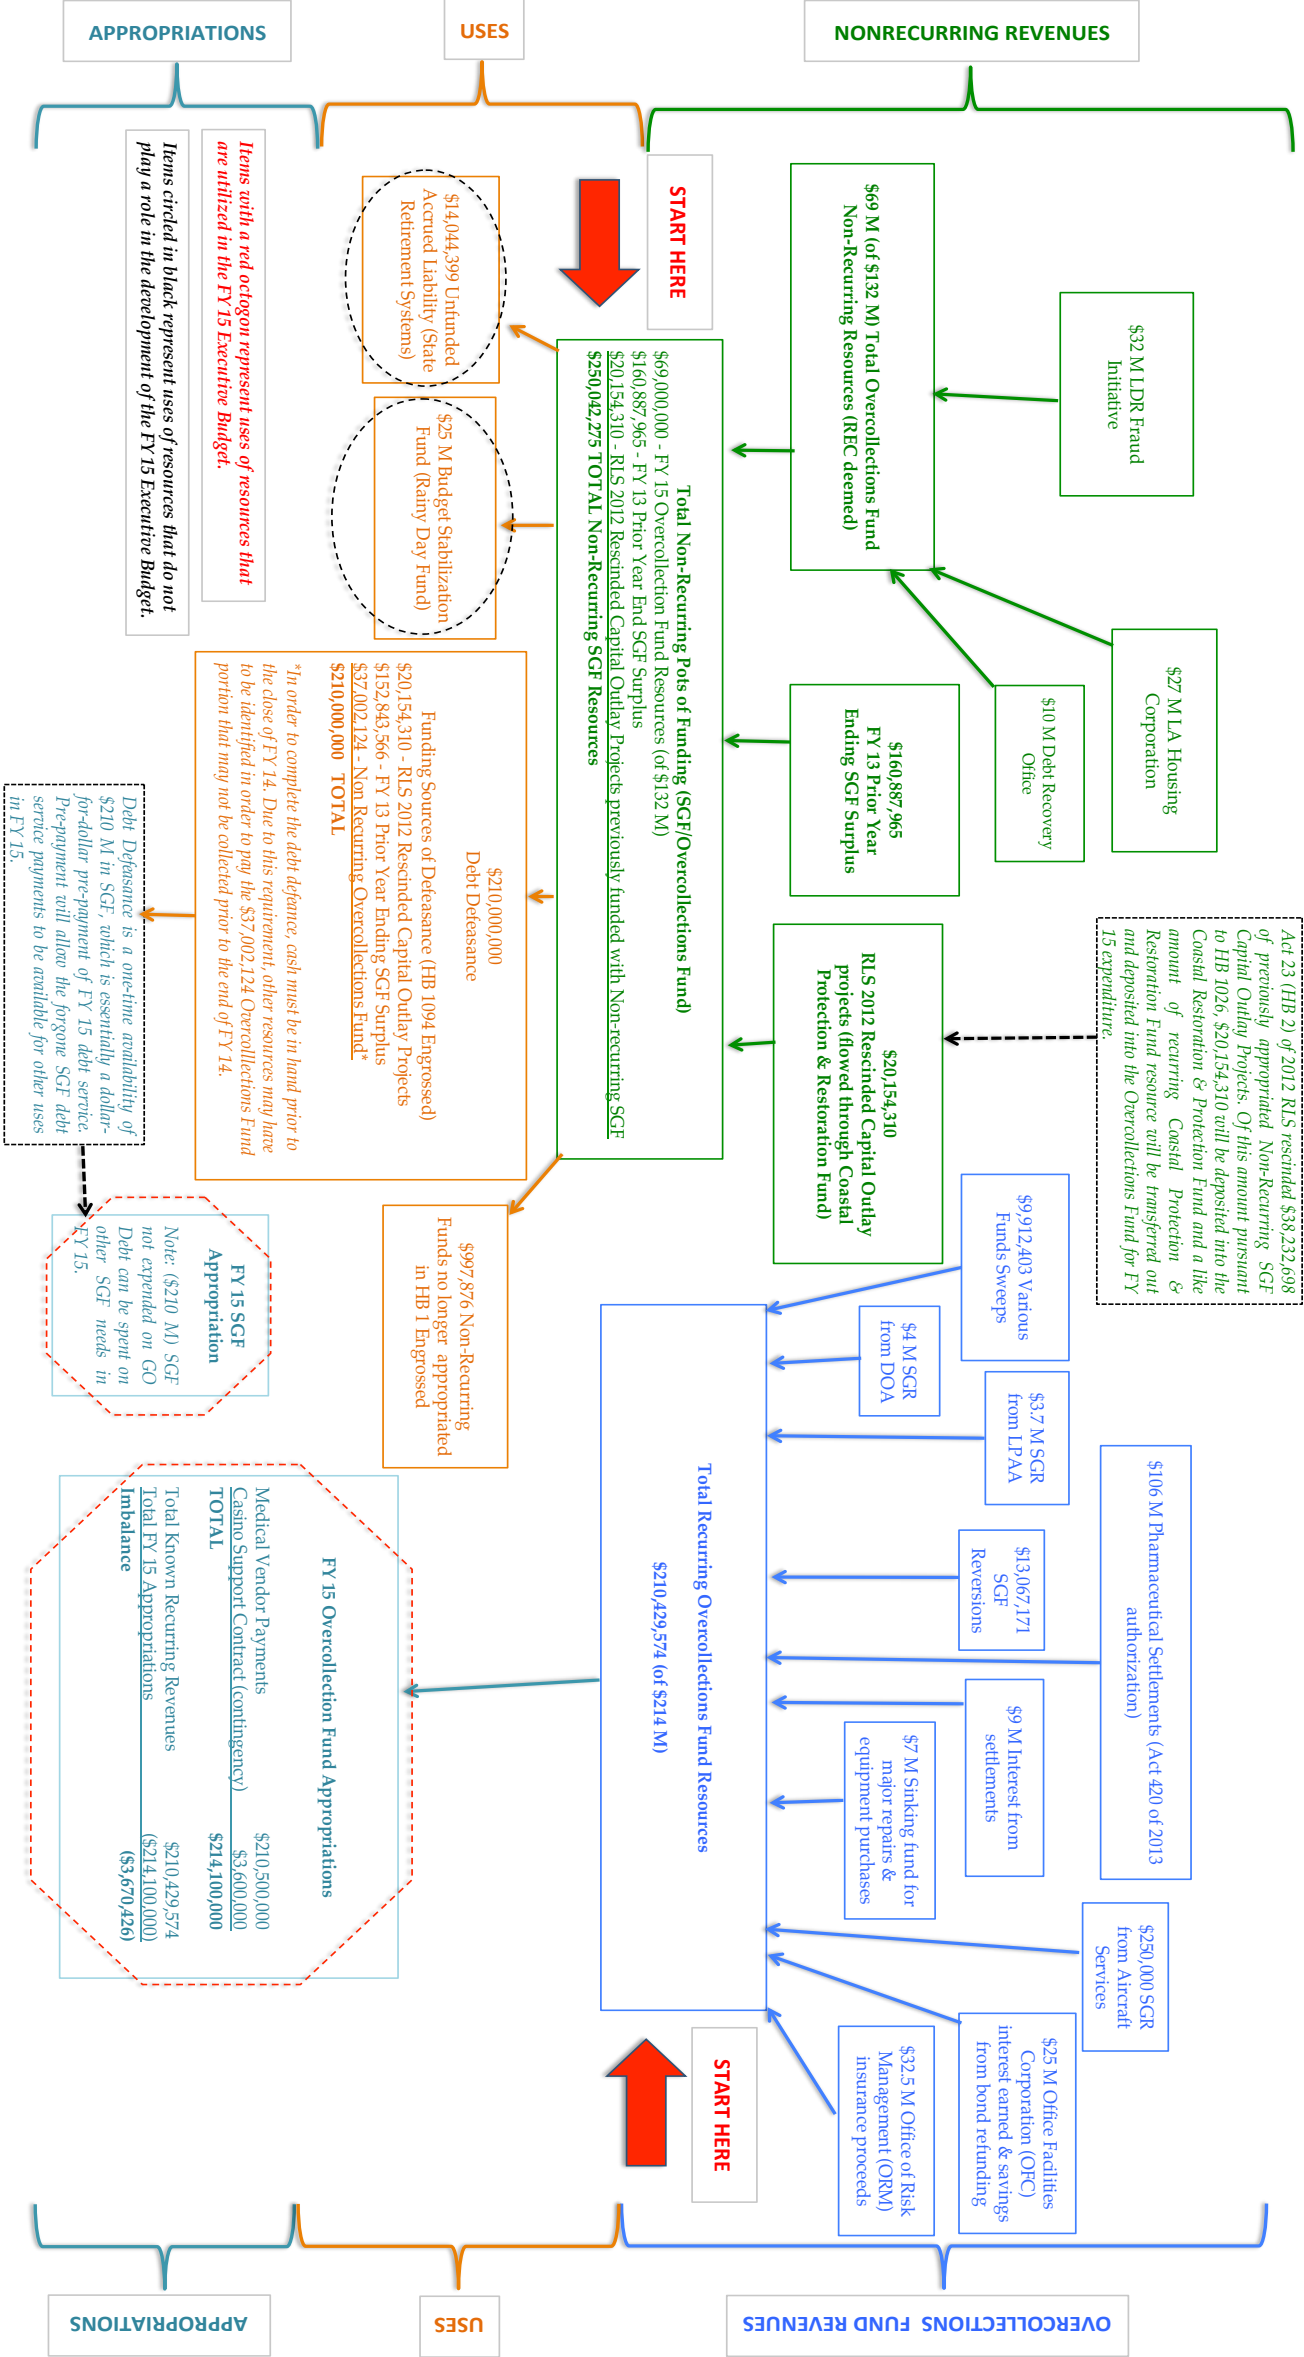 NONRECURRING REVENUES
USES
APPROPRIATIONS
$32 M LDR Fraud
Initiative
$27 M LA Housing
Corporation
$10 M Debt Recovery
Office
$69 M (of $132 M) Total Overcollections Fund
Non-Recurring Resources (REC deemed)
$160,887,965
FY 13 Prior Year
Ending SGF Surplus
Act 23 (HB 2) of 2012 RLS rescinded $38,232,698
of previously appropriated Non-Recurring SGF
Capital Outlay Projects. Of this amount pursuant
to HB 1026, $20,154,310 will be deposited into the
Coastal Restoration & Protection Fund and a like
amount of recurring Coastal Protection &
Restoration Fund resource will be transferred out
and deposited into the Overcollections Fund for FY
15 expenditure.
$20,154,310
RLS 2012 Rescinded Capital Outlay
projects (flowed through Coastal
Protection & Restoration Fund)
START HERE
Total Non-Recurring Pots of Funding (SGF/Overcollections Fund)
$69,000,000 - FY 15 Overcollection Fund Resources (of $132 M)
$160,887,965 - FY 13 Prior Year End SGF Surplus
$20,154,310 - RLS 2012 Rescinded Capital Outlay Projects previously funded with Non-recurring SGF
$250,042,275 TOTAL Non-Recurring SGF Resources
$14,044,399 Unfunded
Accrued Liability (State
Retirement Systems)
$25 M Budget Stabilization
Fund (Rainy Day Fund)
$210,000,000
Debt Defeasance
Funding Sources of Defeasance (HB 1094 Engrossed)
$20,154,310 - RLS 2012 Rescinded Capital Outlay Projects
$152,843,566 - FY 13 Prior Year Ending SGF Surplus
$37,002,124 - Non Recurring Overcollections Fund*
$210,000,000 TOTAL
*In order to complete the debt defeance, cash must be in hand prior to
the close of FY 14. Due to this requirement, other resources may have
to be identified in order to pay the $37,002,124 Overcolllections Fund
portion that may not be collected prior to the end of FY 14.
$997,876 Non-Recurring
Funds no longer appropriated
in HB 1 Engrossed
Items with a red octogon represent uses of resources that
are utilized in the FY 15 Executive Budget.
Items circled in black represent uses of resources that do not
play a role in the development of the FY 15 Executive Budget.
Debt Defeasance is a one-time availability of
$210 M in SGF, which is essentially a dollar-
for-dollar pre-payment of FY 15 debt service.
Pre-payment will allow the forgone SGF debt
service payments to be available for other uses
in FY 15.
FY 15 SGF
Appropriation
Note: ($210 M) SGF
not expended on GO
Debt can be spent on
other SGF needs in
FY 15.
$9,912,403 Various
Funds Sweeps
$4 M SGR
from DOA
$3.7 M SGR
from LPAA
$106 M Pharmaceutical Settlements (Act 420 of 2013
authorization)
$13,067,171
SGF
Reversions
$9 M Interest from
settlements
$7 M Sinking fund for
major repairs &
equipment purchases
$250,000 SGR
from Aircraft
Services
$25 M Office Facilities
Corporation (OFC)
interest earned & savings
from bond refunding
$32.5 M Office of Risk
Management (ORM)
insurance proceeds
START HERE
Total Recurring Overcollections Fund Resources
$210,429,574 (of $214 M)
FY 15 Overcollection Fund Appropriations
Medical Vendor Payments $210,500,000
Casino Support Contract (contingency) $3,600,000
TOTAL $214,100,000
Total Known Recurring Revenues $210,429,574
Total FY 15 Appropriations ($214,100,000)
Imbalance ($3,670,426)
OVERCOLLECTIONS FUND REVENUES
USES
APPROPRIATIONS